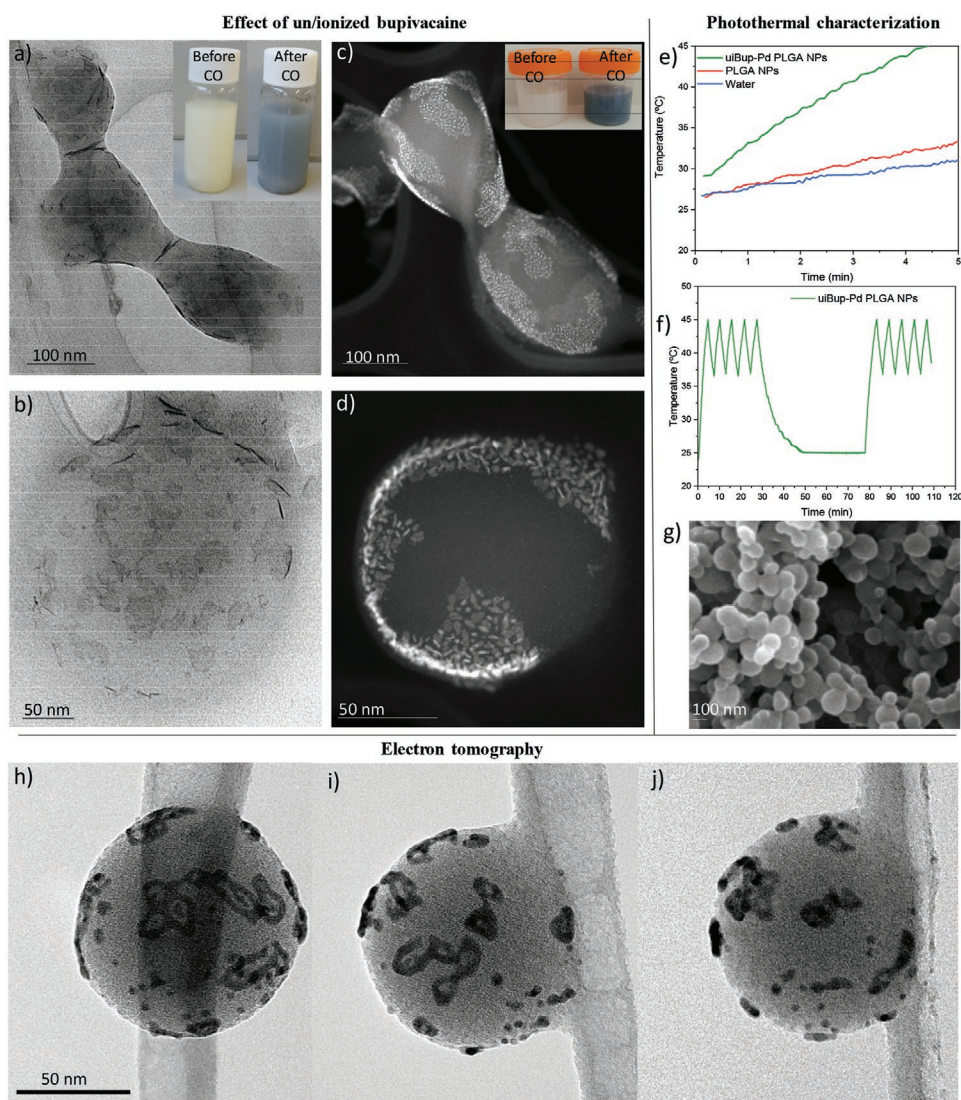 Effect of un/ionized bupivacaine
Photothermal characterization
a)
Before
CO
After
CO
100 nm
c)
Before
CO
After
CO
100 nm
b)
50 nm
d)
50 nm
e)
45
40
35
30
25
20
Temperature (ºC)
uiBup-Pd PLGA NPs
PLGA NPs
Water
0 1 2 3 4 5
Time (min)
f)
50
45
40
35
30
25
20
Temperature (ºC)
uiBup-Pd PLGA NPs
0 10 20 30 40 50 60 70 80 90 100 110 120
Time (min)
g)
100 nm
Electron tomography
h)
50 nm
i)
j)